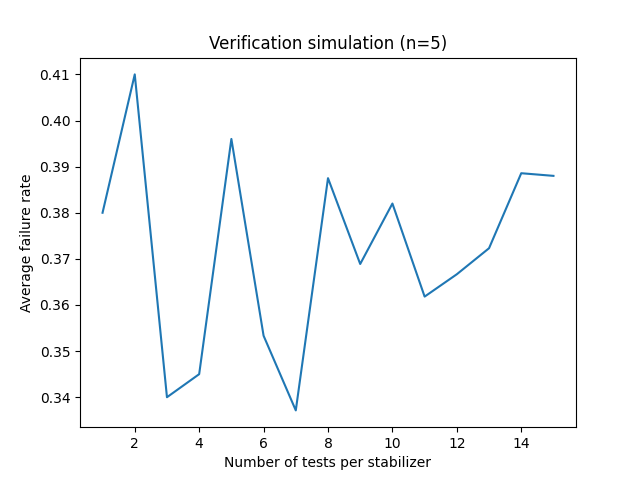 Verification simulation (n=5)
Average failure rate
0.41
0.40
0.39
0.38
0.37
0.36
0.35
0.34
2 4 6 8 10 12 14
Number of tests per stabilizer